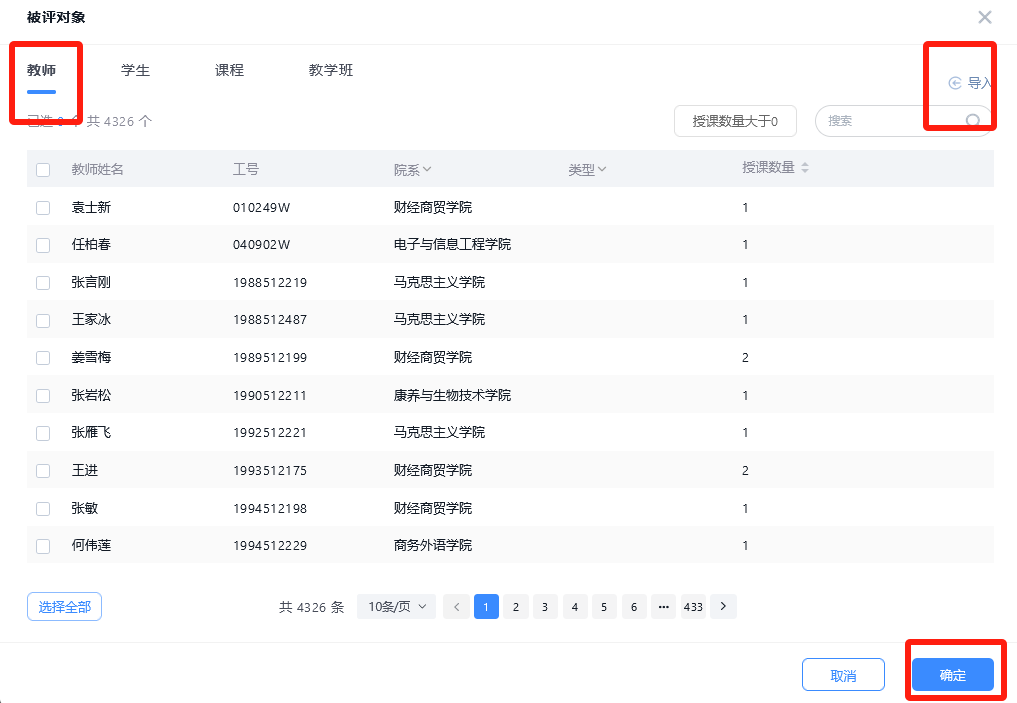 被评对象
教师 学生 课程 教学班
导入
已选 0 个 共 4326 个 授课数量大于0 搜索
教师姓名 工号 院系 类型 授课数量
袁士新 010249W 财经商贸学院 1
任柏春 040902W 电子与信息工程学院 1
张言刚 1988512219 马克思主义学院 1
王家冰 1988512487 马克思主义学院 1
姜雪梅 1989512199 财经商贸学院 2
张岩松 1990512211 康养与生物技术学院 1
张雁飞 1992512221 马克思主义学院 1
王进 1993512175 财经商贸学院 2
张敏 1994512198 财经商贸学院 1
何伟莲 1994512229 商务外语学院 1
选择全部 共 4326 条 10条/页 < 1 2 3 4 5 6 ••• 433 >
取消 确定